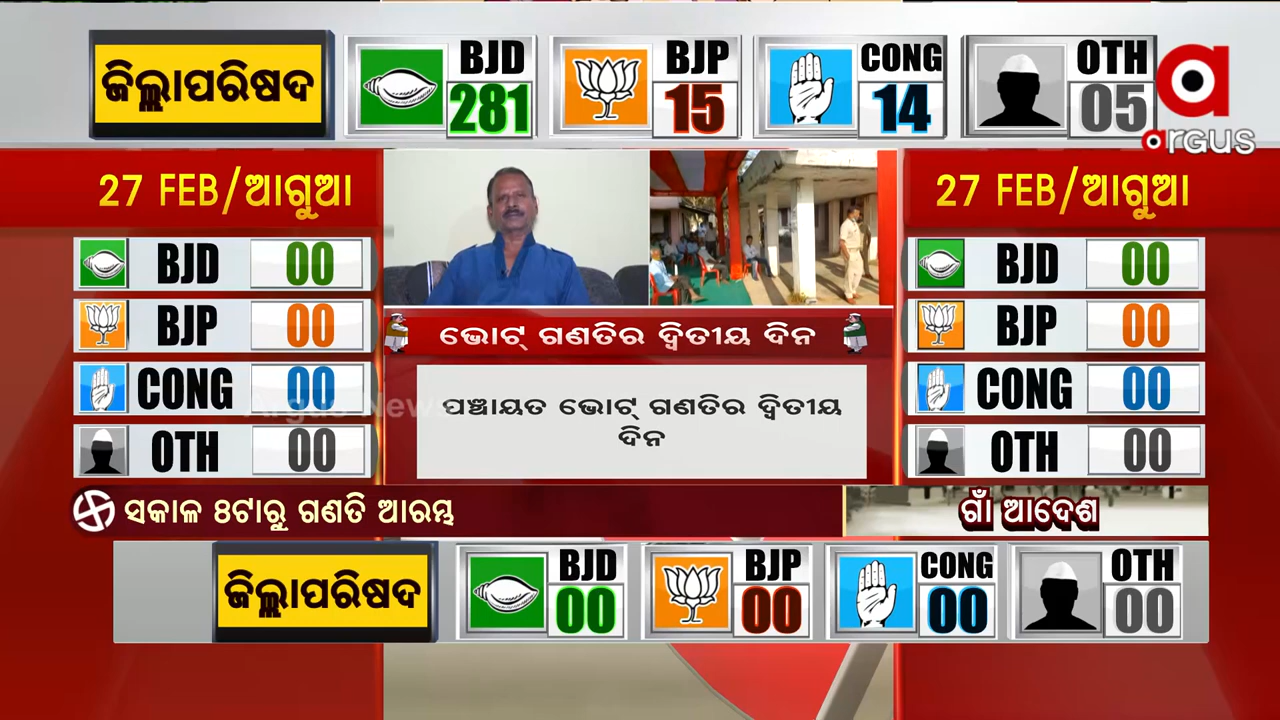 ଜିଲ୍ଲାପରିଷଦ
BJD
281
BJP
15
CONG
14
OTH
05
argus
27 FEB/ଆଗୁଆ
BJD 00
BJP 00
CONG 00
OTH 00
27 FEB/ଆଗୁଆ
BJD 00
BJP 00
CONG 00
OTH 00
ଭୋଟ୍ ଗଣତିର ଦ୍ୱିତୀୟ ଦିନ
Argus News
ପଞ୍ଚାୟତ ଭୋଟ୍ ଗଣତିର ଦ୍ୱିତୀୟ
ଦିନ
ସକାଳ ୮ଟାରୁ ଗଣତି ଆରମ୍ଭ
ଗାଁ ଆଦେଶ
ଜିଲ୍ଲାପରିଷଦ
BJD
00
BJP
00
CONG
00
OTH
00